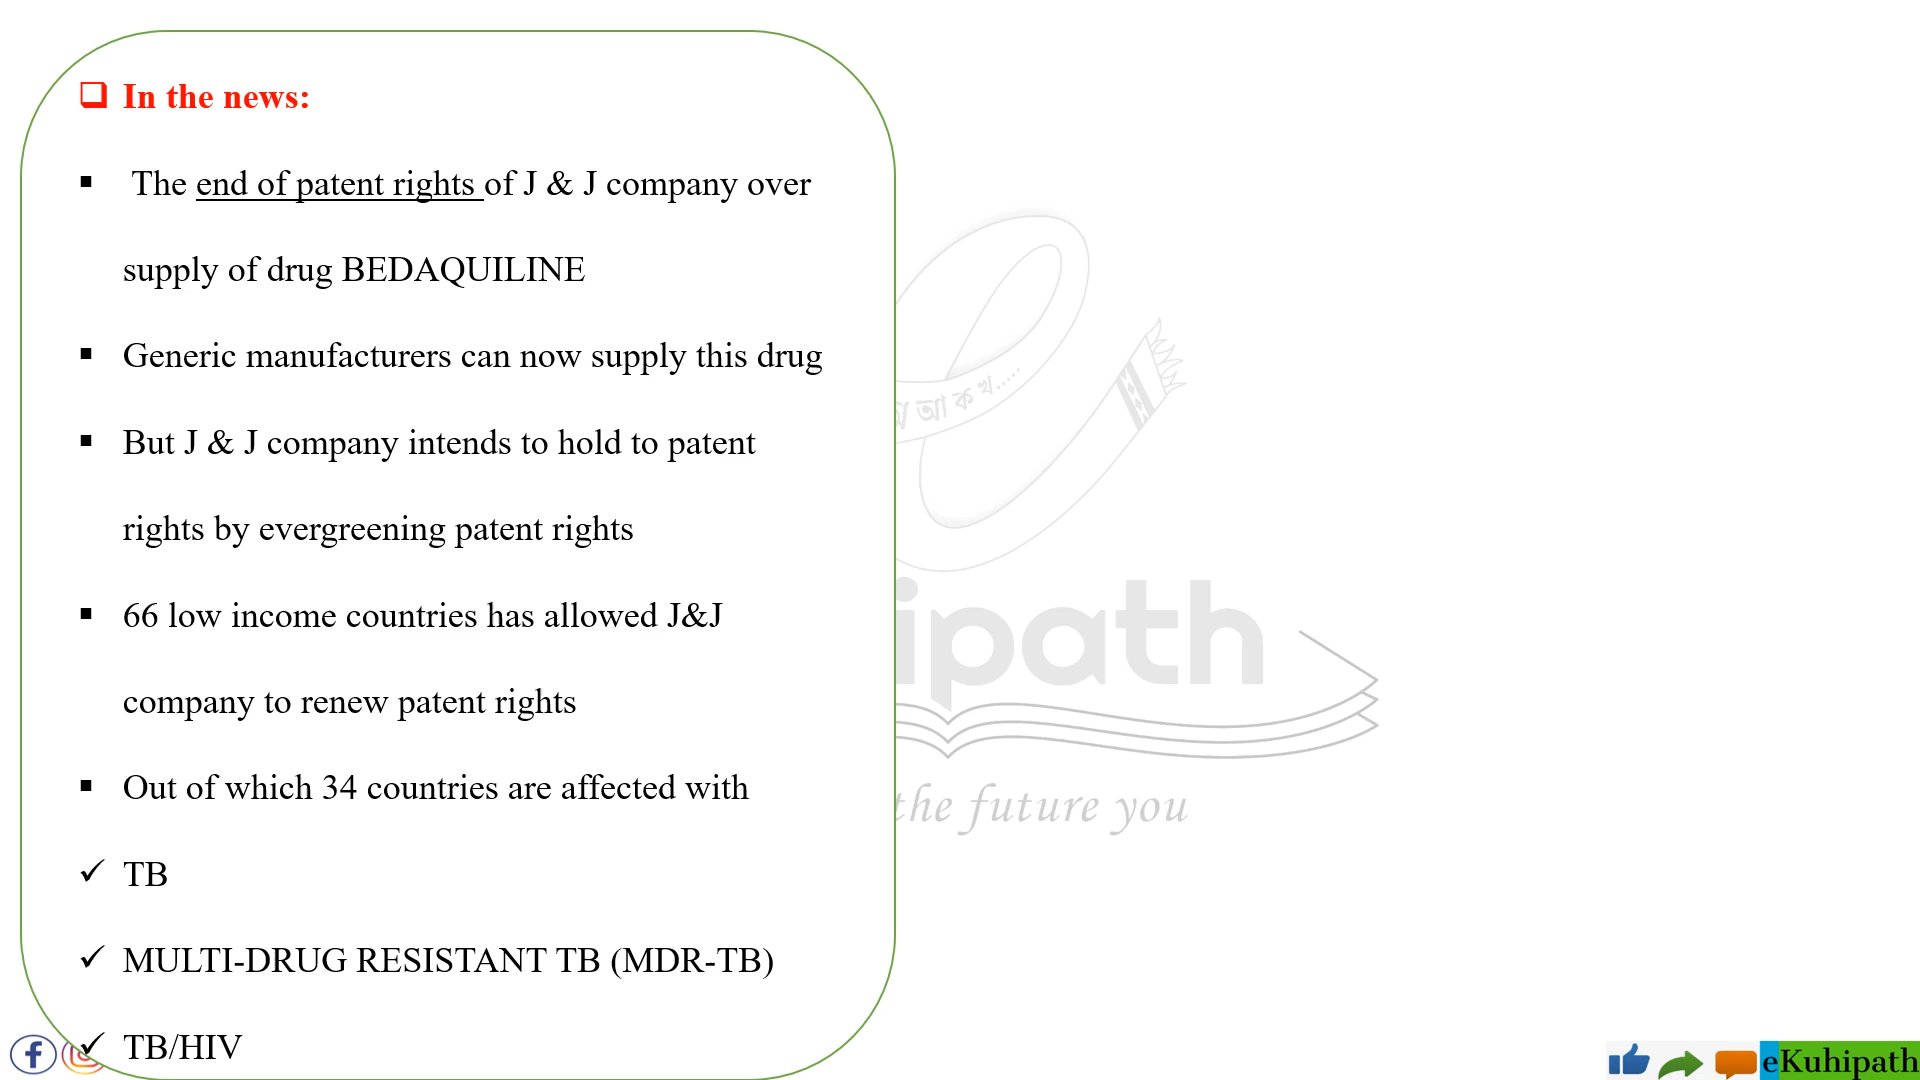 In the news:
The end of patent rights of J & J company over
supply of drug BEDAQUILINE
Generic manufacturers can now supply this drug
But J & J company intends to hold to patent
rights by evergreening patent rights
66 low income countries has allowed J&J
company to renew patent rights
Out of which 34 countries are affected with
TB
MULTI-DRUG RESISTANT TB (MDR-TB)
TB/HIV
আ ক খ.....
ipath
the future you
eKuhipath